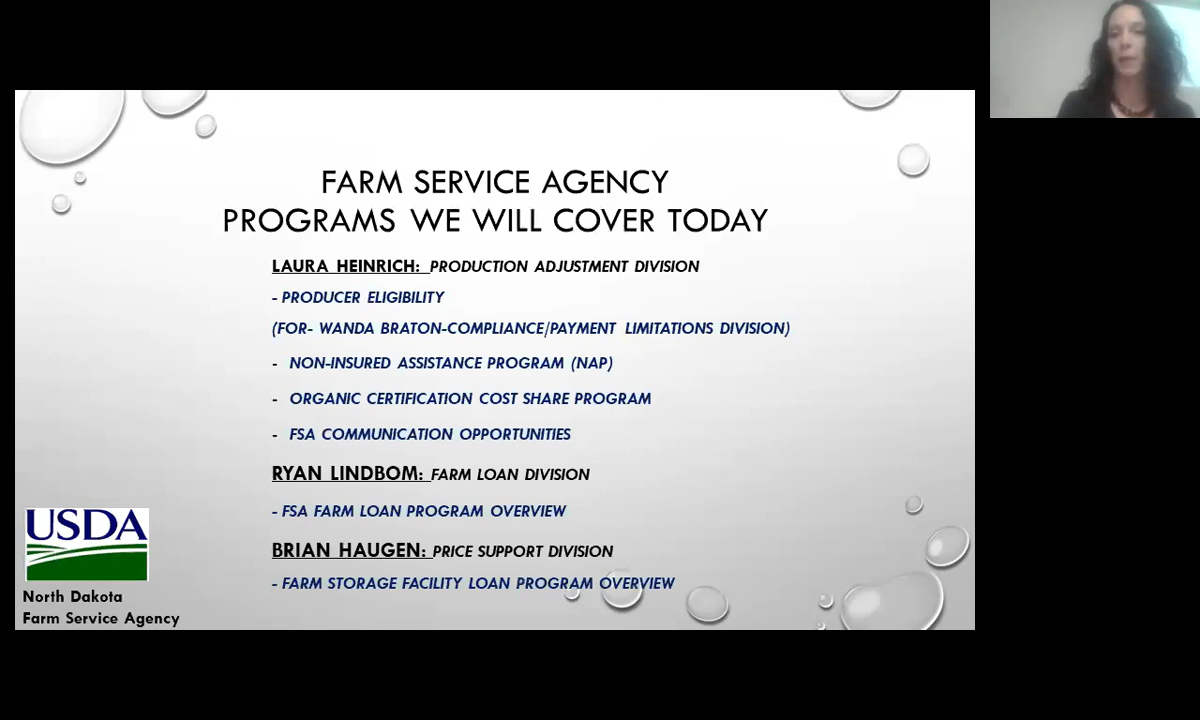 FARM SERVICE AGENCY
PROGRAMS WE WILL COVER TODAY
LAURA HEINRICH: PRODUCTION ADJUSTMENT DIVISION
- PRODUCER ELIGIBILITY
(FOR- WANDA BRATON-COMPLIANCE/PAYMENT LIMITATIONS DIVISION)
- NON-INSURED ASSISTANCE PROGRAM (NAP)
- ORGANIC CERTIFICATION COST SHARE PROGRAM
- FSA COMMUNICATION OPPORTUNITIES
RYAN LINDBOM: FARM LOAN DIVISION
- FSA FARM LOAN PROGRAM OVERVIEW
BRIAN HAUGEN: PRICE SUPPORT DIVISION
- FARM STORAGE FACILITY LOAN PROGRAM OVERVIEW
USDA
North Dakota
Farm Service Agency